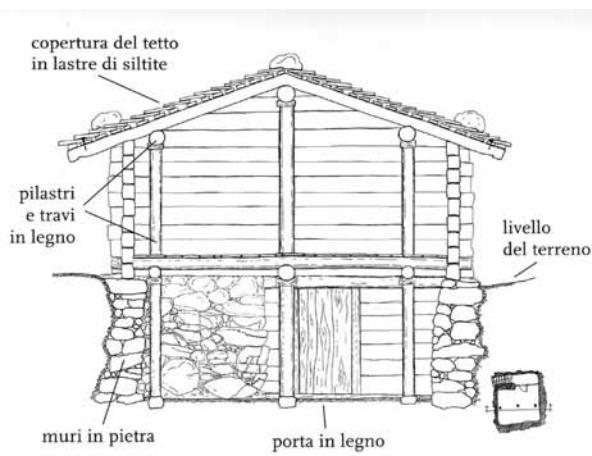 copertura del tetto
in lastre di siltite
pilastri
e travi
in legno
livello
del terreno
muri in pietra
porta in legno